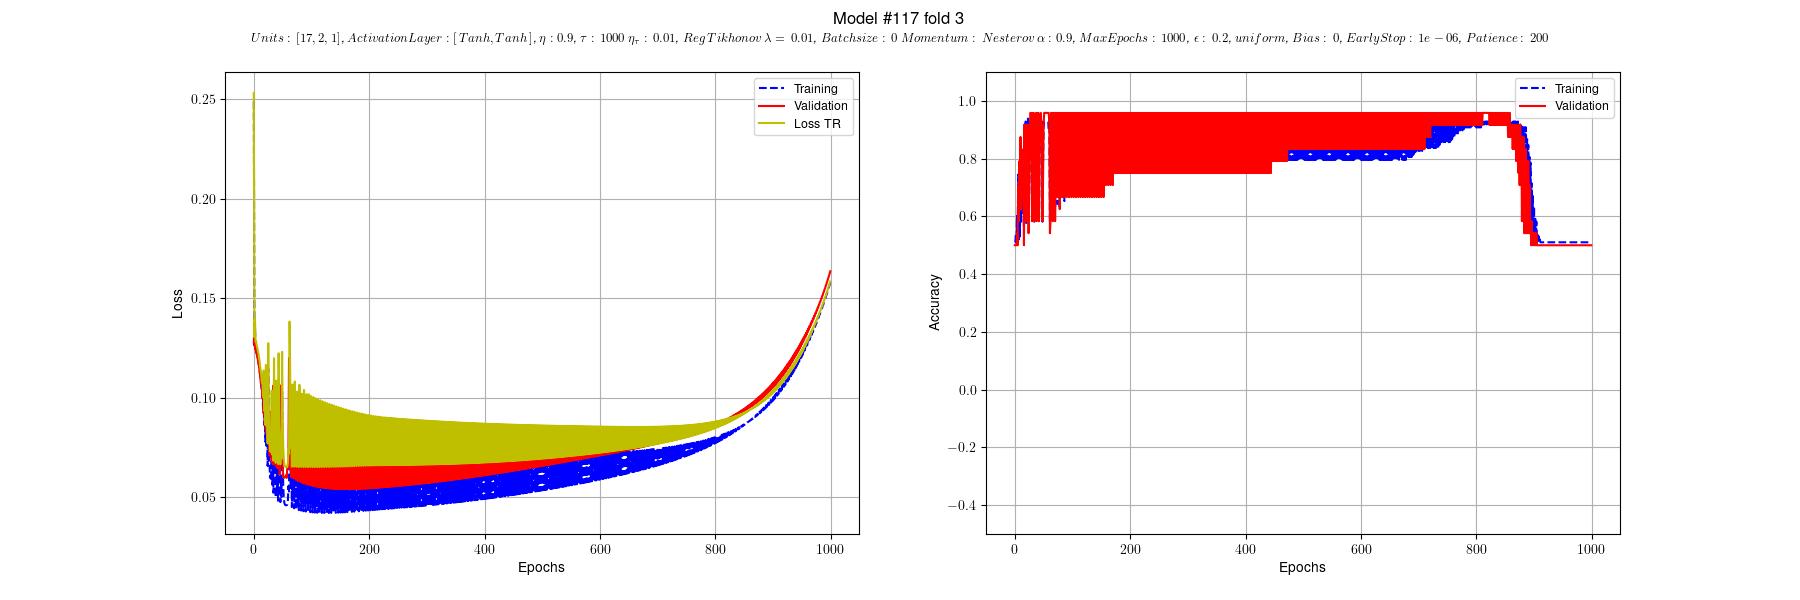 Model #117 fold 3
Units : [17, 2, 1], ActivationLayer : [Tanh, Tanh], η : 0.9, τ : 1000 ητ : 0.01, RegTikhonov λ = 0.01, Batchsize : 0 Momentum : Nesterov α : 0.9, MaxEpochs : 1000, ϵ : 0.2, uniform, Bias : 0, EarlyStop : 1e − 06, Patience : 200
Loss
0.25
0.20
0.15
0.10
0.05
Training
Validation
Loss TR
0 200 400 600 800 1000
Epochs
Accuracy
1.0
0.8
0.6
0.4
0.2
0.0
−0.2
−0.4
Training
Validation
0 200 400 600 800 1000
Epochs